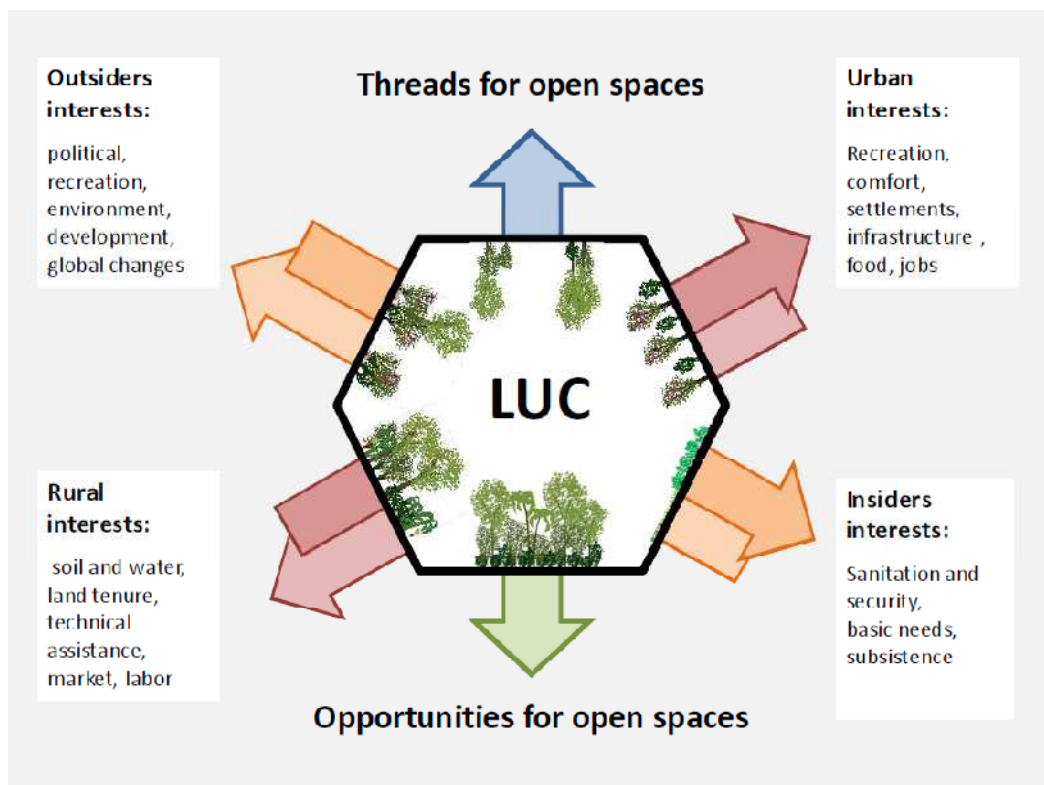 Threads for open spaces
Outsiders
interests:
political,
recreation,
environment,
development,
global changes
Urban
interests:
Recreation,
comfort,
settlements,
infrastructure ,
food, jobs
LUC
Rural
interests:
soil and water,
land tenure,
technical
assistance,
market, labor
Insiders
interests:
Sanitation and
security,
basic needs,
subsistence
Opportunities for open spaces